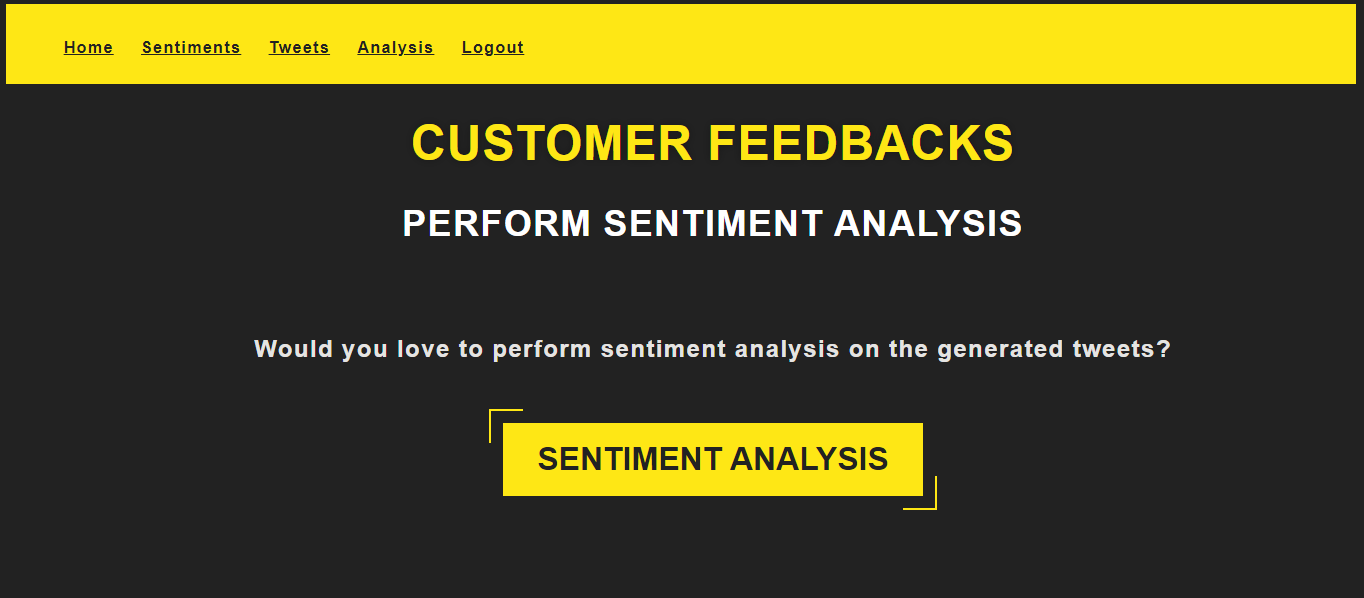 Home Sentiments Tweets Analysis Logout
CUSTOMER FEEDBACKS
PERFORM SENTIMENT ANALYSIS
Would you love to perform sentiment analysis on the generated tweets?
SENTIMENT ANALYSIS